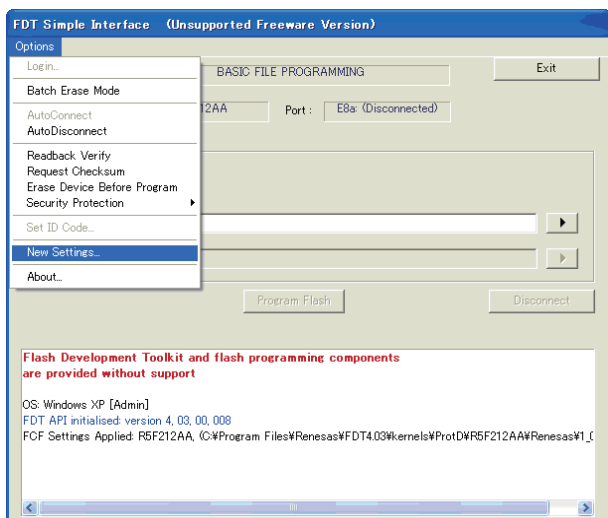 FDT Simple Interface (Unsupported Freeware Version)
Options
Login...
BASIC FILE PROGRAMMING
Exit
Batch Erase Mode
AutoConnect
12AA
Port :
E8a: (Disconnected)
AutoDisconnect
Readback Verify
Request Checksum
Erase Device Before Program
Security Protection
Set ID Code...
New Settings...
About...
Program Flash
Disconnect
Flash Development Toolkit and flash programming components
are provided without support
OS: Windows XP [Admin]
FDT API initialised: version 4, 03, 00, 008
FCF Settings Applied: R5F212AA, (C:¥Program Files¥Renesas¥FDT4.03¥kernels¥ProtD¥R5F212AA¥Renesas¥1_(